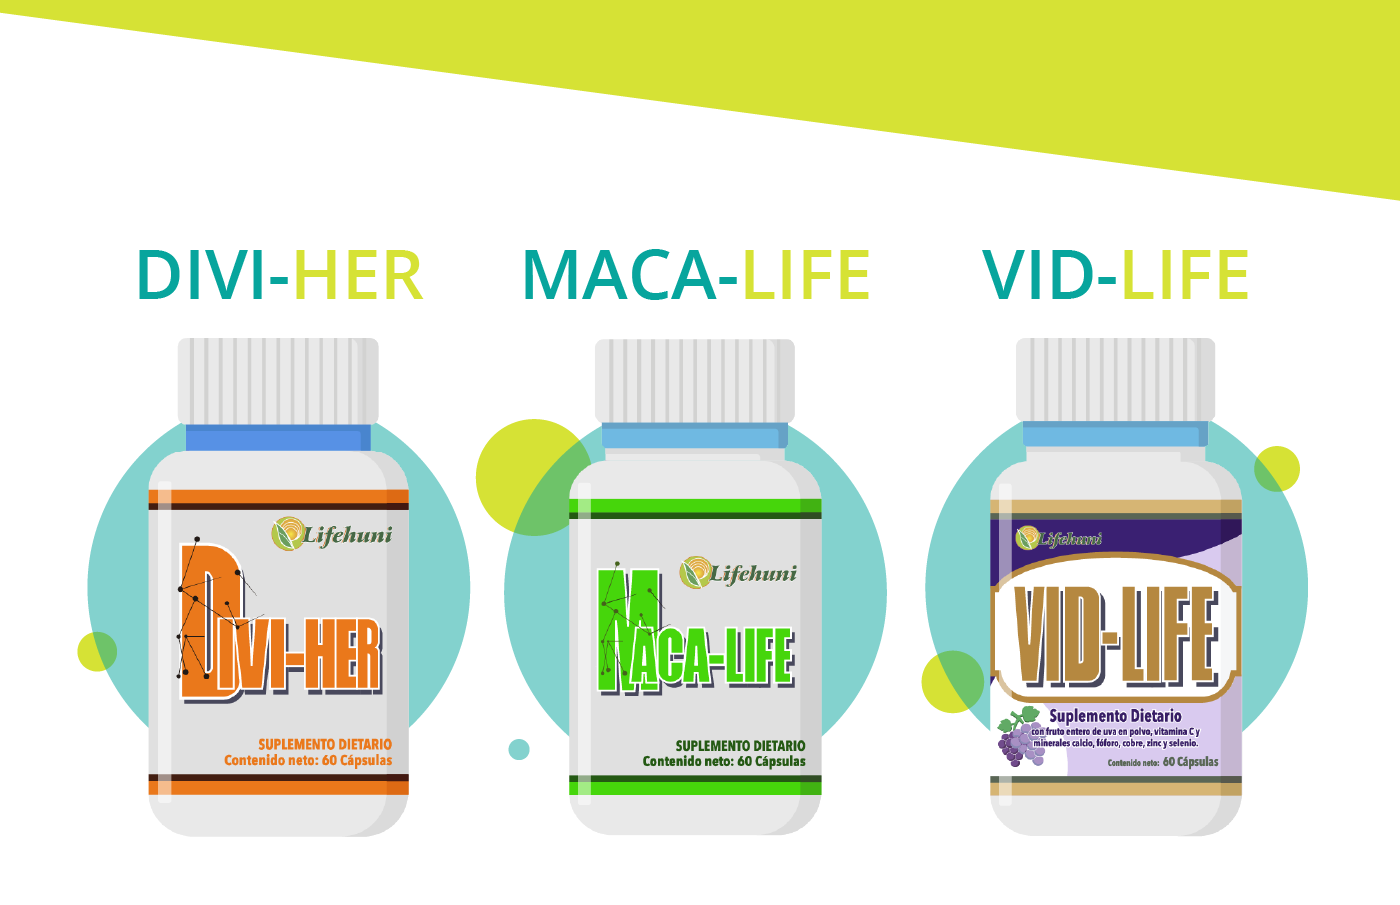 DIVI-HER
MACA-LIFE
VID-LIFE
Lifehuni
DIVI-HER
SUPLEMENTO DIETARIO
Contenido neto: 60 Cápsulas
Lifehuni
MACA-LIFE
SUPLEMENTO DIETARIO
Contenido neto: 60 Cápsulas
Lifehuni
VID-LIFE
Suplemento Dietario
con fruto entero de uva en polvo, vitamina C y
minerales calcio, fóforo, cobre, zinc y selenio.
Contenido neto: 60 Cápsulas